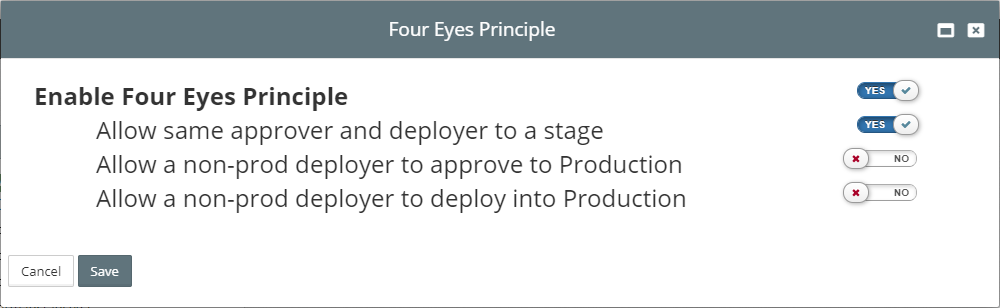 Four Eyes Principle
Enable Four Eyes Principle YES
Allow same approver and deployer to a stage YES
Allow a non-prod deployer to approve to Production NO
Allow a non-prod deployer to deploy into Production NO
Cancel Save